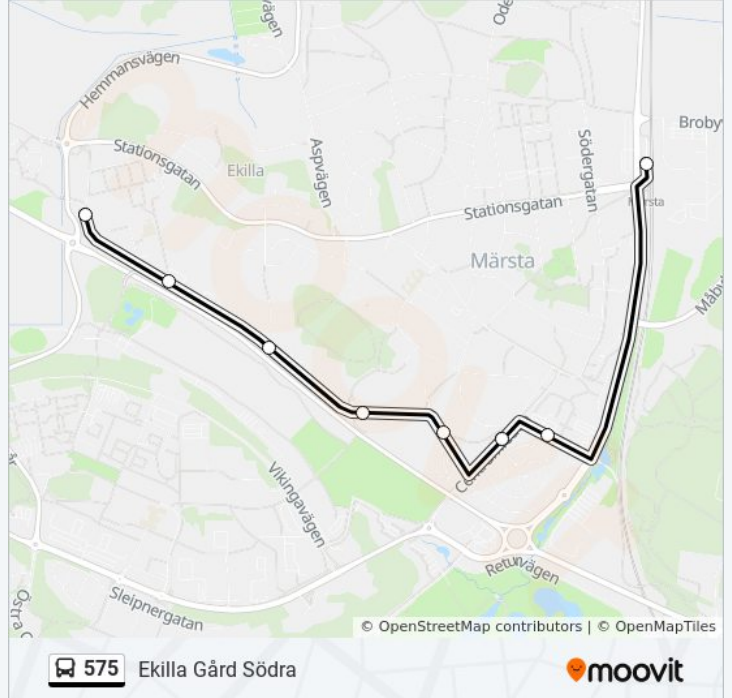 Hemmansvägen
Stationsgatan
Ekilla
Aspvägen
Södergatan
Stationsgatan
Märsta
Märsta
Vikingavägen
Returvägen
Sleipnergatan
© OpenStreetMap contributors | © OpenMapTiles
575 Ekilla Gård Södra
moovit